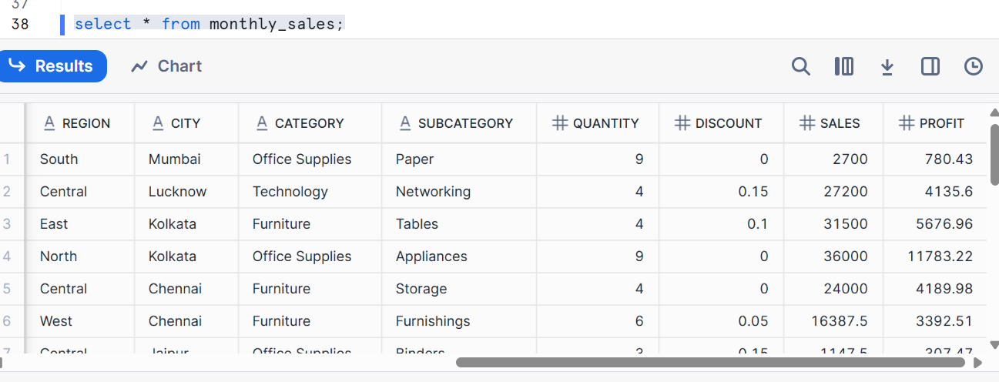 37
38 select * from monthly_sales;
Results Chart
REGION CITY CATEGORY SUBCATEGORY QUANTITY DISCOUNT SALES PROFIT
1 South Mumbai Office Supplies Paper 9 0 2700 780.43
2 Central Lucknow Technology Networking 4 0.15 27200 4135.6
3 East Kolkata Furniture Tables 4 0.1 31500 5676.96
4 North Kolkata Office Supplies Appliances 9 0 36000 11783.22
5 Central Chennai Furniture Storage 4 0 24000 4189.98
6 West Chennai Furniture Furnishings 6 0.05 16387.5 3392.51
7 Central Jaipur Office Supplies Binders 3 0.15 1147.5 307.47